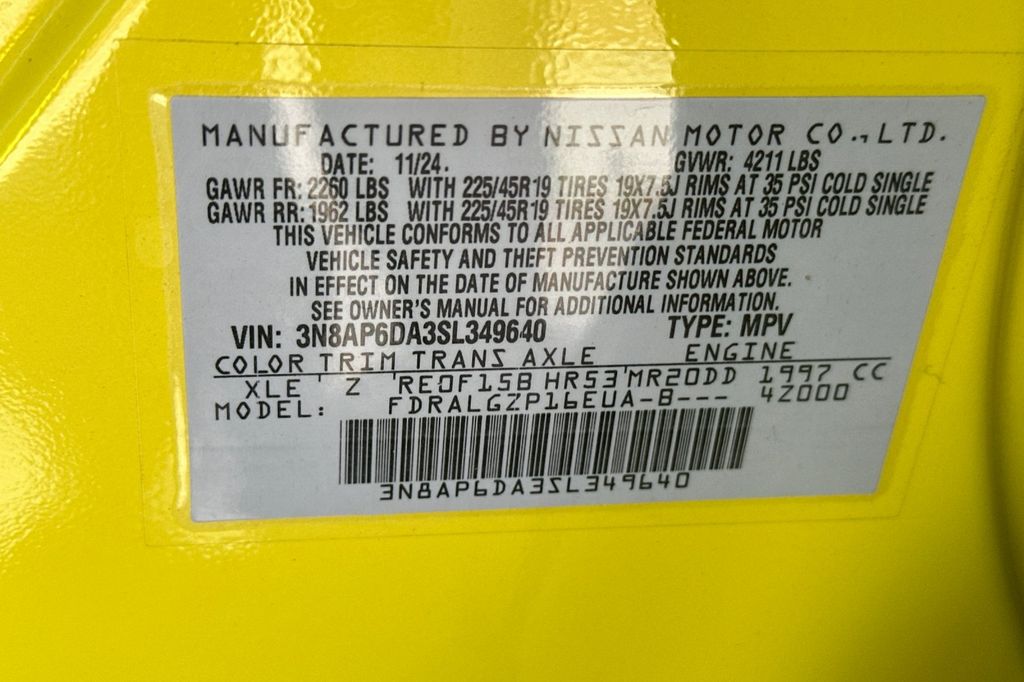 MANUFACTURED BY NISSAN MOTOR CO., LTD.
DATE: 11/24. GVWR: 4211 LBS
GAWR FR: 2260 LBS WITH 225/45R19 TIRES 19X7.5J RIMS AT 35 PSI COLD SINGLE
GAWR RR: 1962 LBS WITH 225/45R19 TIRES 19X7.5J RIMS AT 35 PSI COLD SINGLE
THIS VEHICLE CONFORMS TO ALL APPLICABLE FEDERAL MOTOR
VEHICLE SAFETY AND THEFT PREVENTION STANDARDS
IN EFFECT ON THE DATE OF MANUFACTURE SHOWN ABOVE.
SEE OWNER'S MANUAL FOR ADDITIONAL INFORMATION.
VIN: 3N8AP6DA3SL349640 TYPE: MPV
COLOR TRIM TRANS AXLE ENGINE
XLE Z RE0F15B HR53 MR20DD 1997 CC
MODEL: FDRALGZP16EUA-B--- 4Z000
3N8AP6DA3SL349640